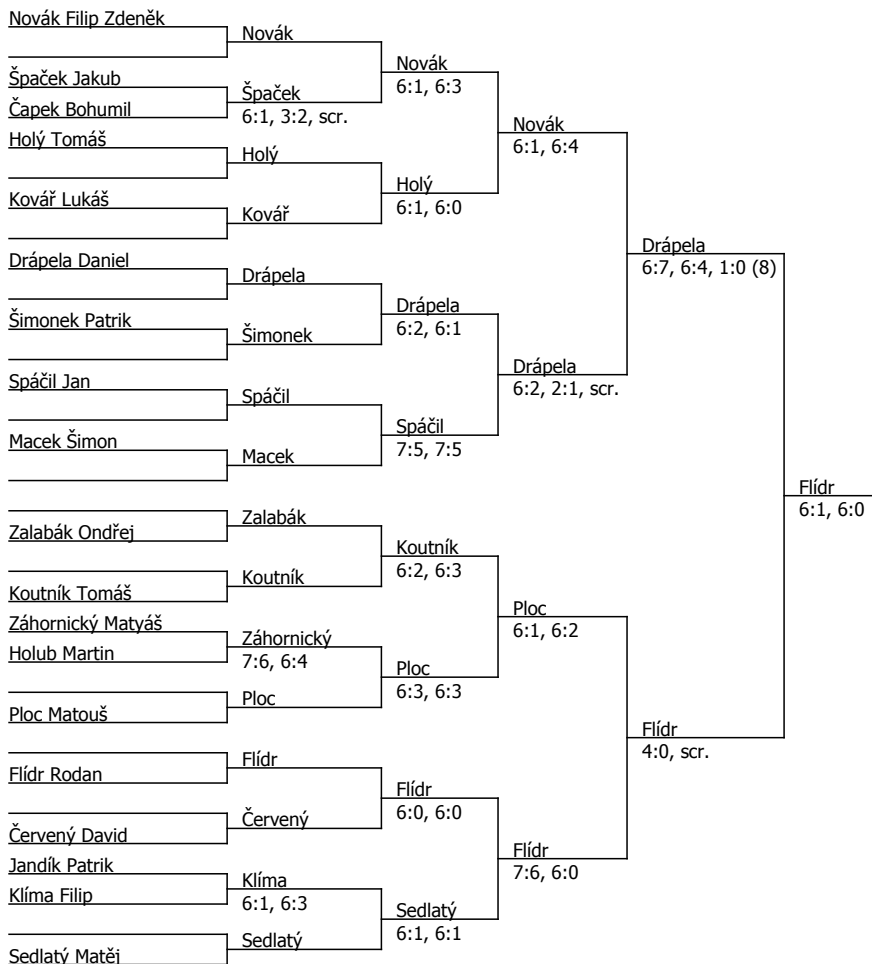 Novák Filip Zdeněk
Novák
Novák
6:1, 6:3
Špaček Jakub
Špaček
6:1, 3:2, scr.
Čapek Bohumil
Novák
6:1, 6:4
Holý Tomáš
Holý
Holý
6:1, 6:0
Kovář Lukáš
Kovář
Drápela
6:7, 6:4, 1:0 (8)
Drápela Daniel
Drápela
Drápela
6:2, 6:1
Šimonek Patrik
Šimonek
Drápela
6:2, 2:1, scr.
Spáčil Jan
Spáčil
Spáčil
7:5, 7:5
Macek Šimon
Macek
Flídr
6:1, 6:0
Zalabák
Zalabák Ondřej
Koutník
6:2, 6:3
Koutník
Koutník Tomáš
Ploc
6:1, 6:2
Záhornický Matyáš
Záhornický
7:6, 6:4
Holub Martin
Ploc
6:3, 6:3
Ploc
Ploc Matouš
Flídr
4:0, scr.
Flídr
Flídr Rodan
Flídr
6:0, 6:0
Červený
Červený David
Flídr
7:6, 6:0
Jandík Patrik
Klíma
6:1, 6:3
Klíma Filip
Sedlatý
6:1, 6:1
Sedlatý
Sedlatý Matěj